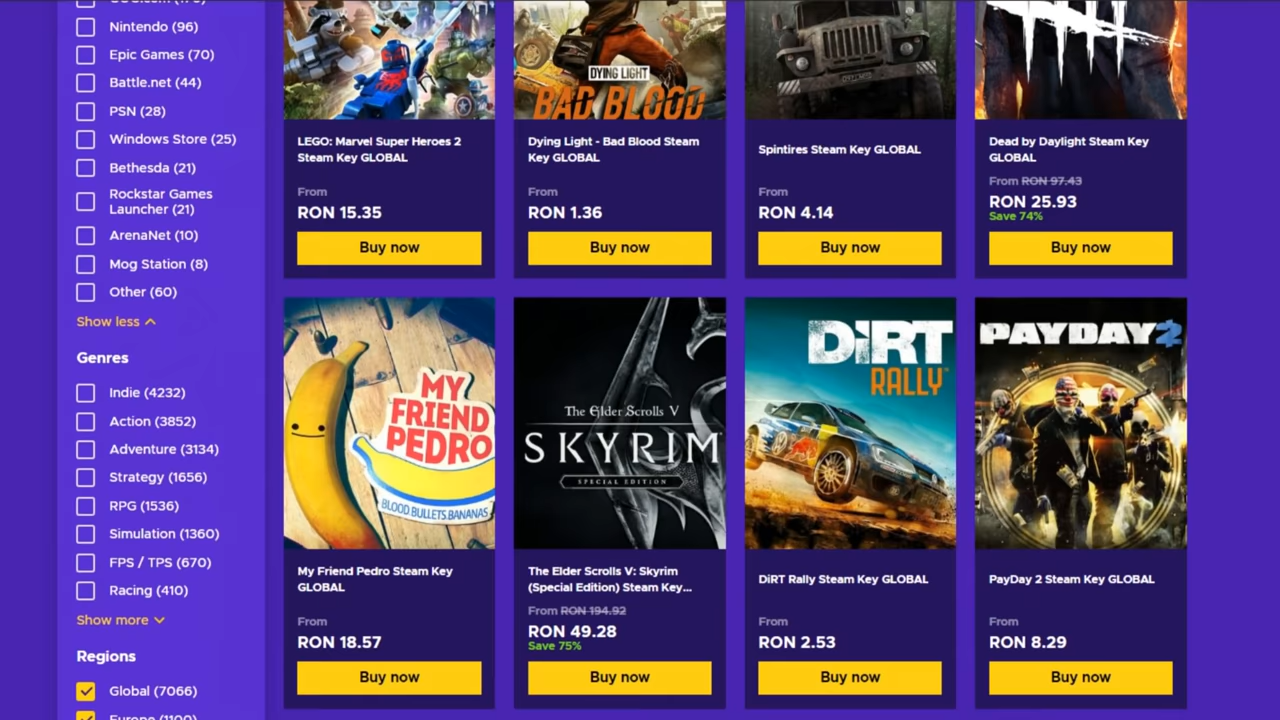 Nintendo (96)
Epic Games (70)
Battle.net (44)
PSN (28)
Windows Store (25)
Bethesda (21)
Rockstar Games
Launcher (21)
ArenaNet (10)
Mog Station (8)
Other (60)
Show less
Genres
Indie (4232)
Action (3852)
Adventure (3134)
Strategy (1656)
RPG (1536)
Simulation (1360)
FPS / TPS (670)
Racing (410)
Show more
Regions
Global (7066)
Europe (1100)
LEGO: Marvel Super Heroes 2
Steam Key GLOBAL
From
RON 15.35
Buy now
DYING LIGHT
BAD BLOOD
Dying Light - Bad Blood Steam
Key GLOBAL
From
RON 1.36
Buy now
Spintires Steam Key GLOBAL
From
RON 4.14
Buy now
Dead by Daylight Steam Key
GLOBAL
From RON 97.43
RON 25.93
Save 74%
Buy now
MY
FRIEND
PEDRO
BLOOD.BULLETS.BANANAS.
My Friend Pedro Steam Key
GLOBAL
From
RON 18.57
Buy now
The Elder Scrolls V
SKYRIM
SPECIAL EDITION
The Elder Scrolls V: Skyrim
(Special Edition) Steam Key...
From RON 194.92
RON 49.28
Save 75%
Buy now
DiRT
RALLY
DiRT Rally Steam Key GLOBAL
From
RON 2.53
Buy now
PAYDAY 2
PayDay 2 Steam Key GLOBAL
From
RON 8.29
Buy now